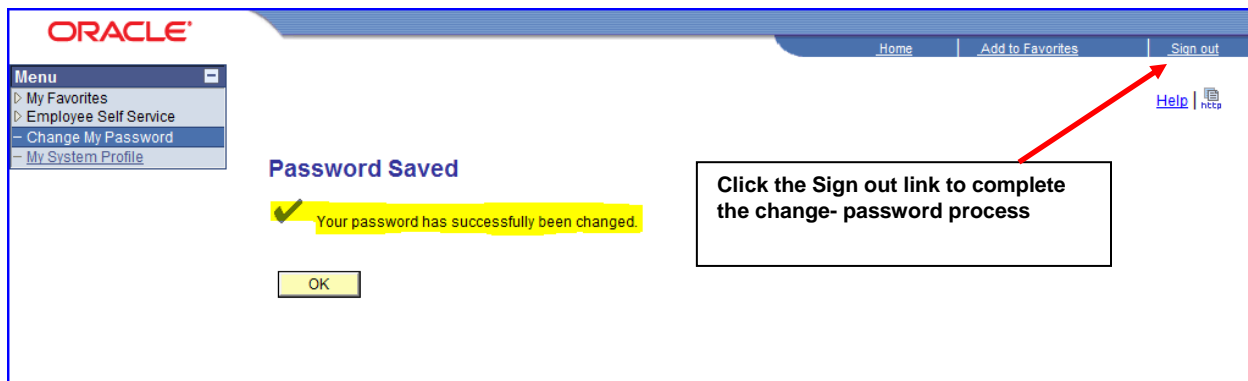 ORACLE
Home
Add to Favorites
Sign out
Menu
My Favorites
Employee Self Service
Change My Password
My System Profile
Help
http
Password Saved
Your password has successfully been changed.
OK
Click the Sign out link to complete
the change- password process